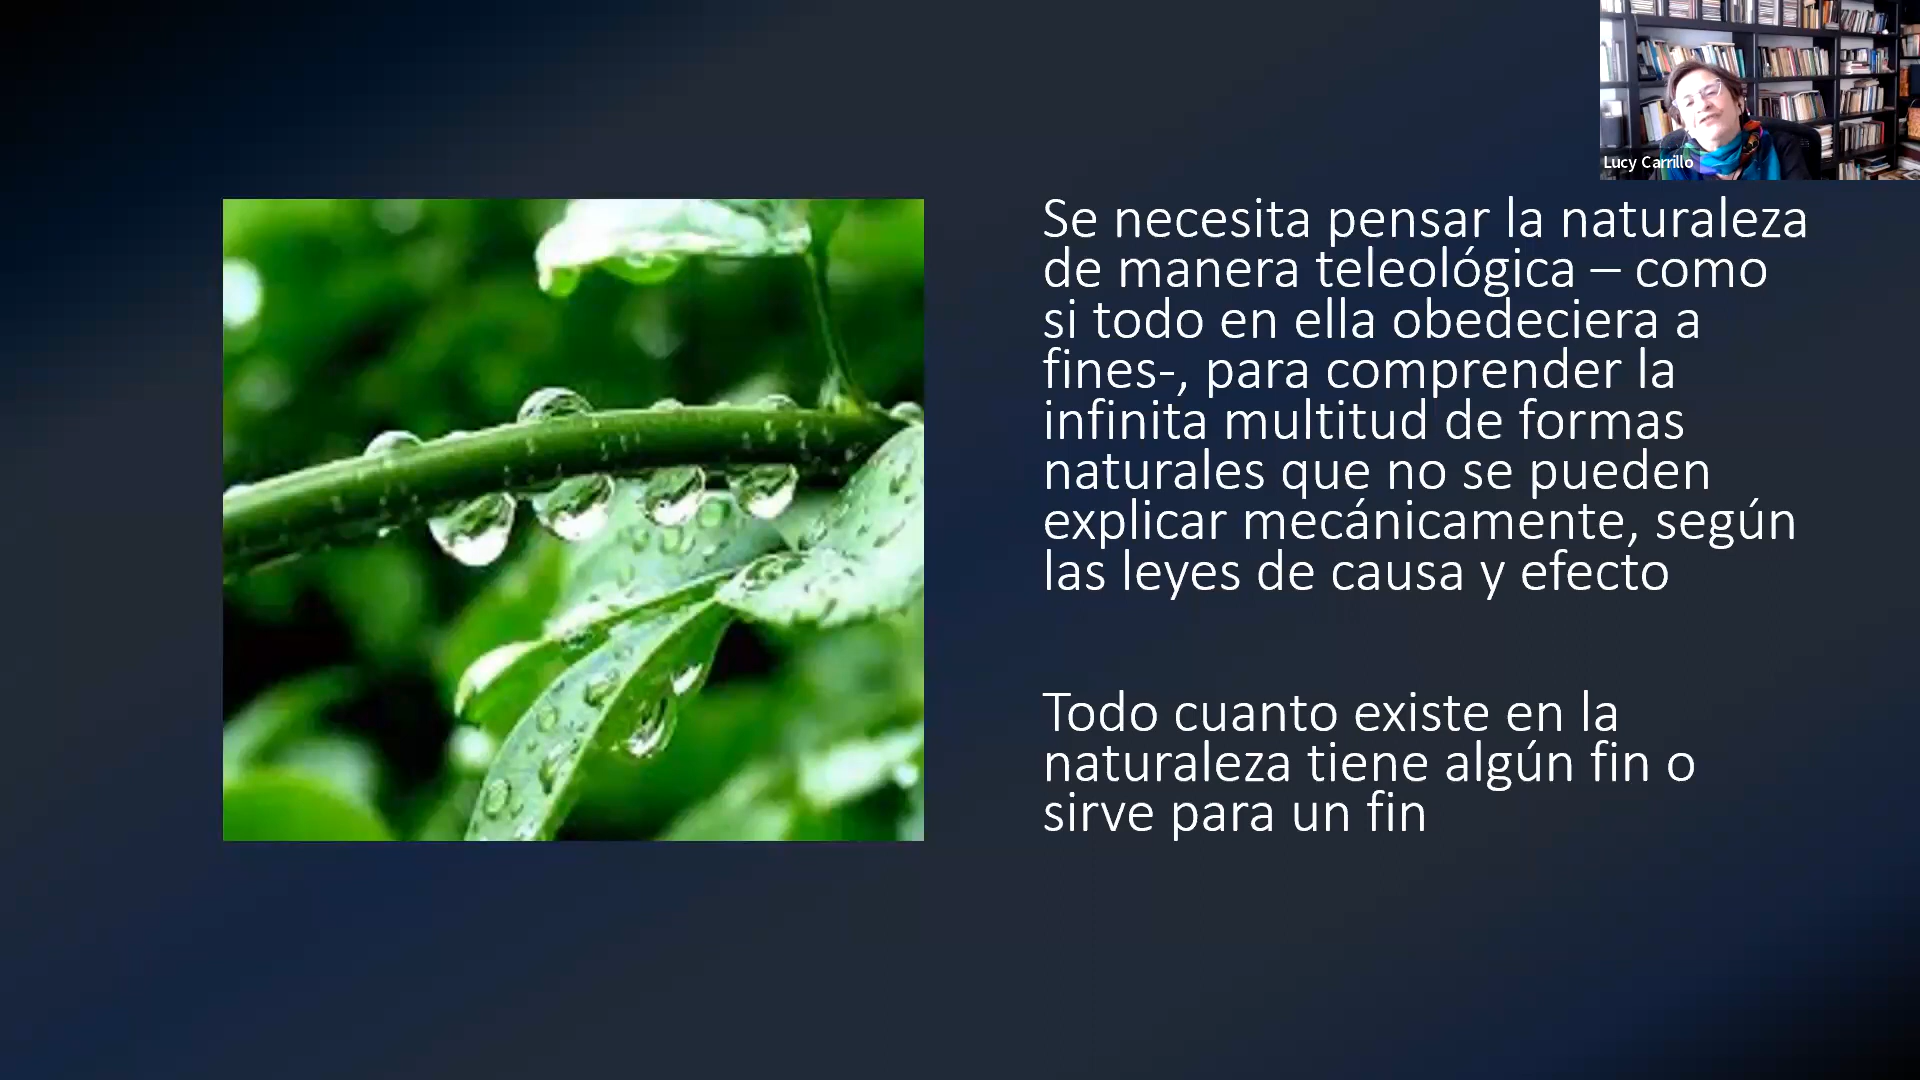 Lucy Carrillo
Se necesita pensar la naturaleza
de manera teleológica – como
si todo en ella obedeciera a
fines-, para comprender la
infinita multitud de formas
naturales que no se pueden
explicar mecánicamente, según
las leyes de causa y efecto
Todo cuanto existe en la
naturaleza tiene algún fin o
sirve para un fin